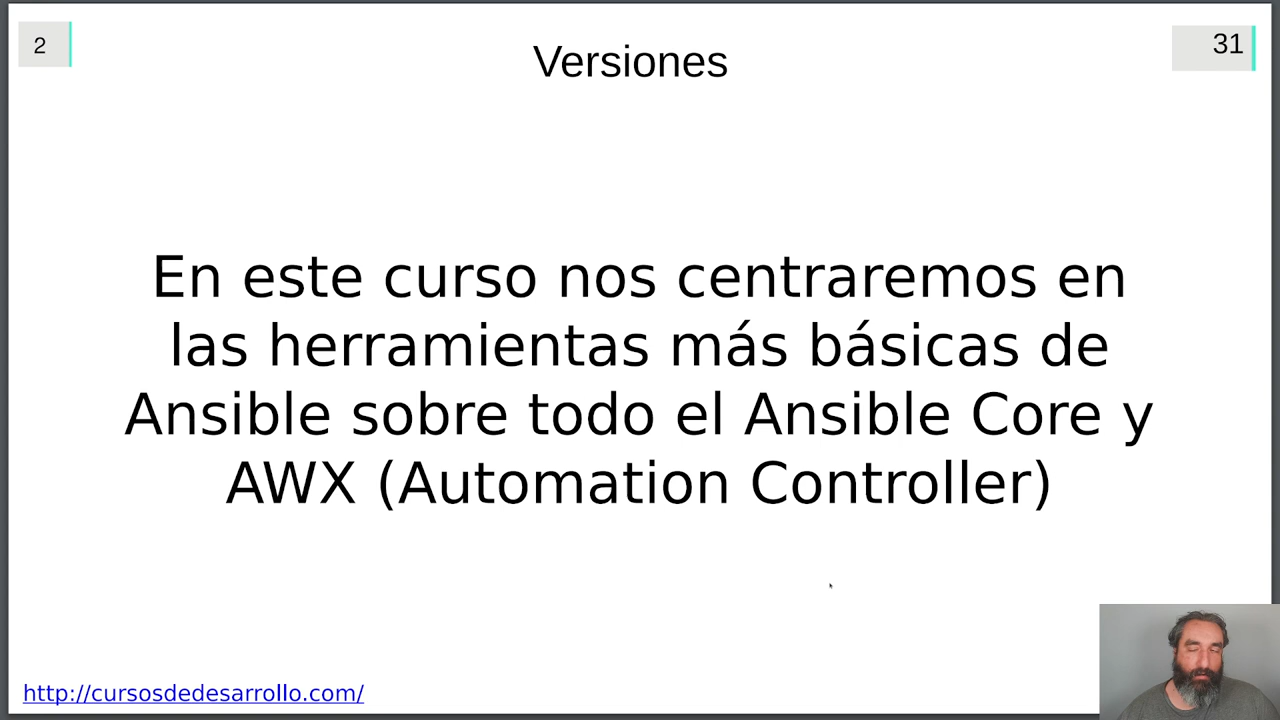 2
Versiones
31
En este curso nos centraremos en
las herramientas más básicas de
Ansible sobre todo el Ansible Core y
AWX (Automation Controller)
http://cursosdedesarrollo.com/